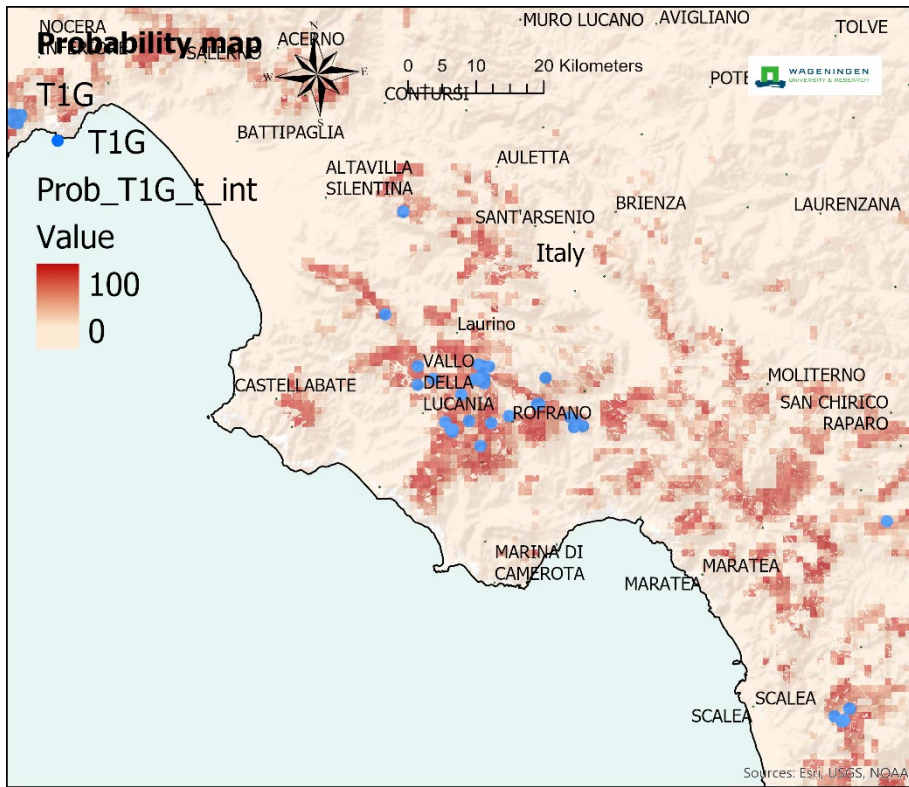 NOCERA
INFERIORE
Probability map
SALERNO
ACERNO
N
W
E
S
0 5 10 20 Kilometers
MURO LUCANO
AVIGLIANO
TOLVE
WAGENINGEN
UNIVERSITY & RESEARCH
T1G
T1G
Prob_T1G_t_int
Value
100
0
CONTURSI
BATTIPAGLIA
ALTAVILLA
SILENTINA
AULETTA
SANT'ARSENIO
BRIENZA
LAURENZANA
Italy
Laurino
VALLO
DELLA
LUCANIA
CASTELLABATE
ROFRANO
MOLITERNO
SAN CHIRICO
RAPARO
MARINA DI
CAMEROTA
MARATEA
MARATEA
SCALEA
SCALEA
Sources: Esri, USGS, NOAA